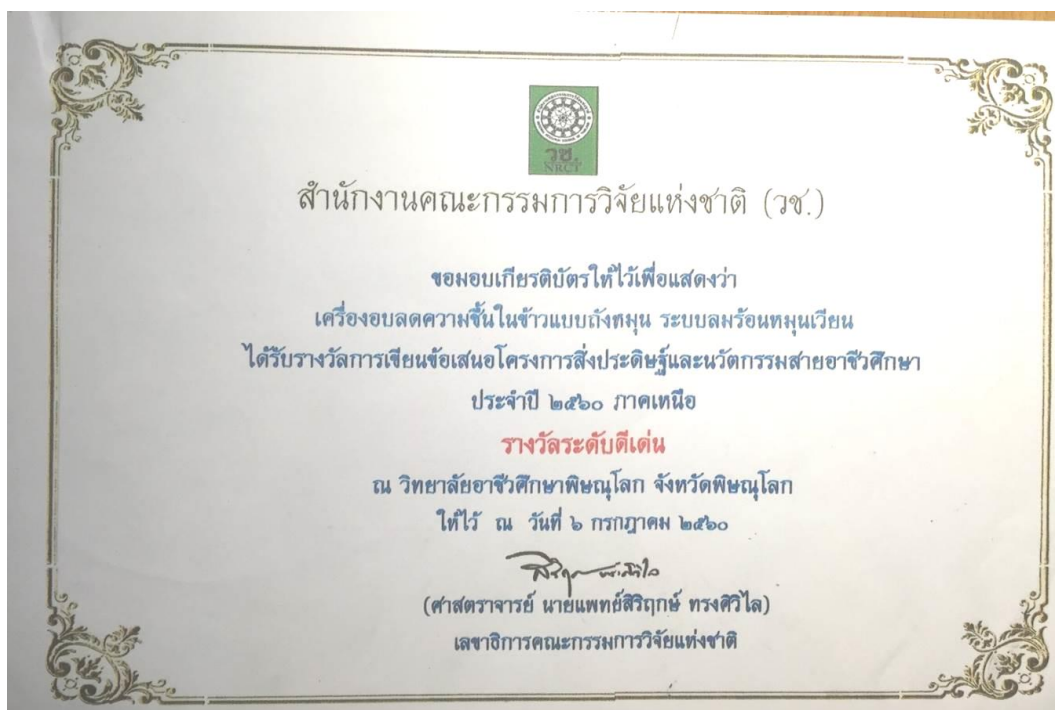 วช.
NRCT
สำนักงานคณะกรรมการวิจัยแห่งชาติ (วช.)
ขอมอบเกียรติบัตรให้ไว้เพื่อแสดงว่า
เครื่องอบลดความชื้นในข้าวแบบถังหมุน ระบบลมร้อนหมุนเวียน
ได้รับรางวัลการเขียนข้อเสนอโครงการสิ่งประดิษฐ์และนวัตกรรมสายอาชีวศึกษา
ประจำปี ๒๕๖๐ ภาคเหนือ
รางวัลระดับดีเด่น
ณ วิทยาลัยอาชีวศึกษาพิษณุโลก จังหวัดพิษณุโลก
ให้ไว้ ณ วันที่ ๖ กรกฎาคม ๒๕๖๐
(ศาสตราจารย์ นายแพทย์สิริฤกษ์ ทรงศิวิไล)
เลขาธิการคณะกรรมการวิจัยแห่งชาติ